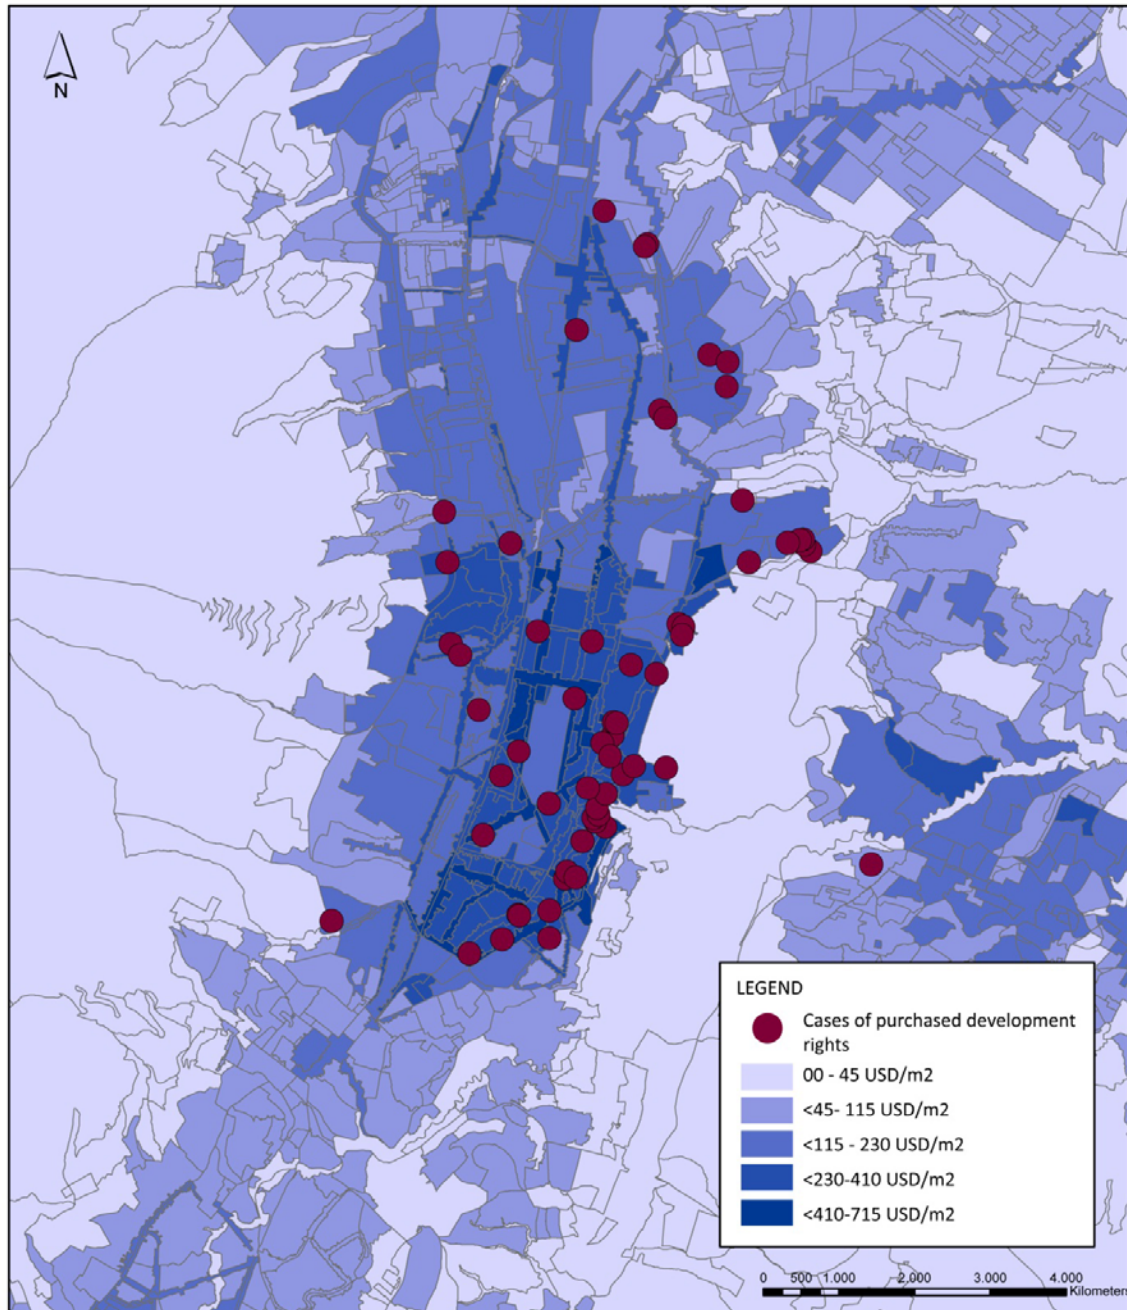 N
LEGEND
Cases of purchased development
rights
00 - 45 USD/m2
<45- 115 USD/m2
<115 - 230 USD/m2
<230-410 USD/m2
<410-715 USD/m2
0 500 1.000 2.000 3.000 4.000
Kilometers